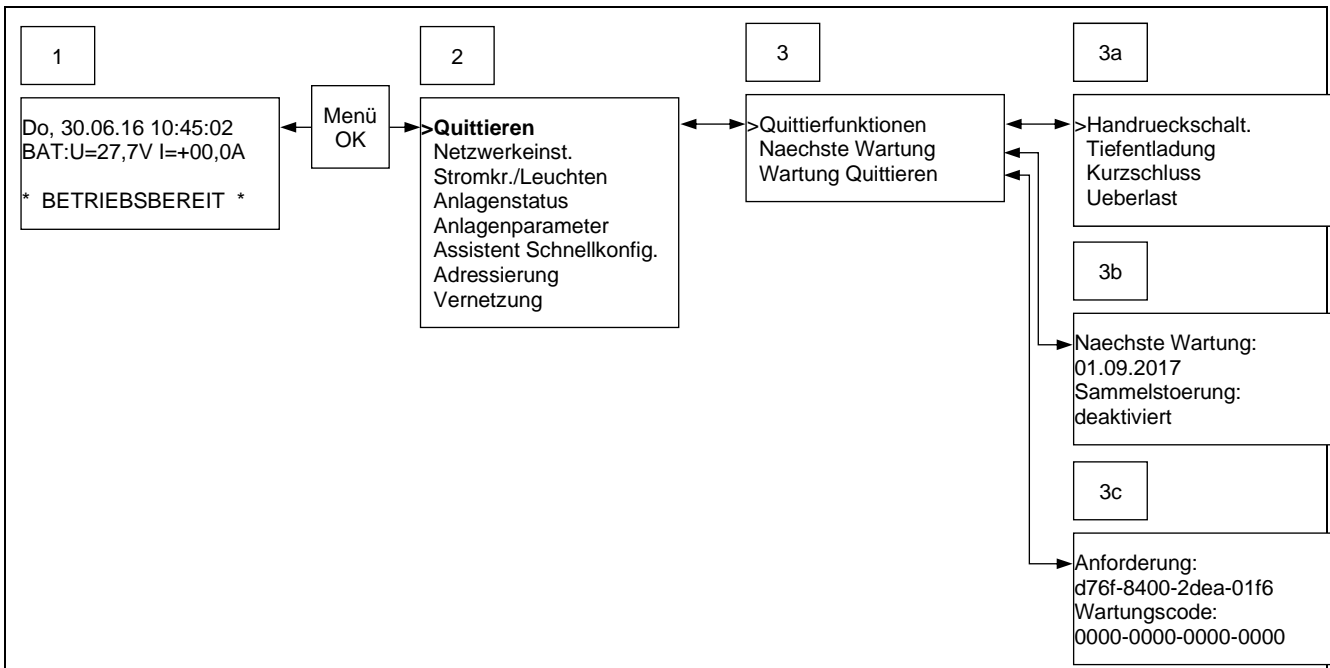 1
Do, 30.06.16 10:45:02
BAT:U=27,7V I=+00,0A
* BETRIEBSBEREIT *
Menü
OK
2
>Quittieren
Netzwerkeinst.
Stromkr./Leuchten
Anlagenstatus
Anlagenparameter
Assistent Schnellkonfig.
Adressierung
Vernetzung
3
>Quittierfunktionen
Naechste Wartung
Wartung Quittieren
3a
>Handrueckschalt.
Tiefentladung
Kurzschluss
Ueberlast
3b
Naechste Wartung:
01.09.2017
Sammelstoerung:
deaktiviert
3c
Anforderung:
d76f-8400-2dea-01f6
Wartungscode:
0000-0000-0000-0000